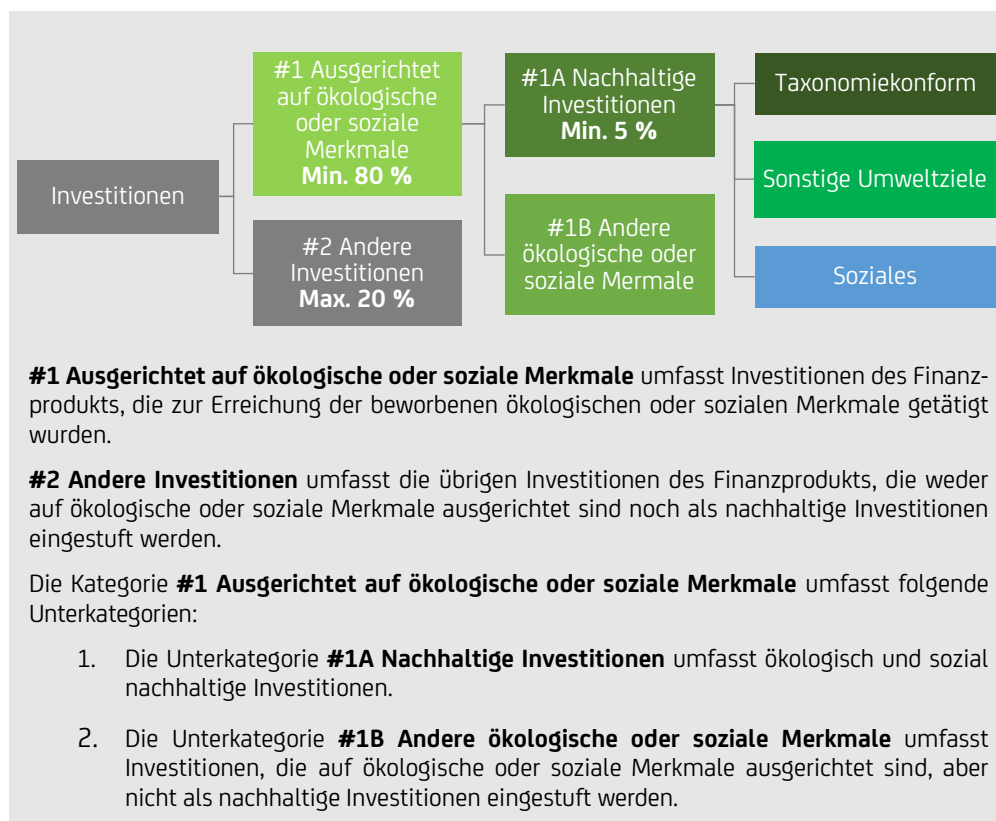 #1 Ausgerichtet
auf ökologische
oder soziale
Merkmale
Min. 80 %
#1A Nachhaltige
Investitionen
Min. 5 %
Taxonomiekonform
Investitionen
Sonstige Umweltziele
#2 Andere
Investitionen
Max. 20 %
#1B Andere
ökologische oder
soziale Mermale
Soziales
#1 Ausgerichtet auf ökologische oder soziale Merkmale umfasst Investitionen des Finanz-
produkts, die zur Erreichung der beworbenen ökologischen oder sozialen Merkmale getätigt
wurden.
#2 Andere Investitionen umfasst die übrigen Investitionen des Finanzprodukts, die weder
auf ökologische oder soziale Merkmale ausgerichtet sind noch als nachhaltige Investitionen
eingestuft werden.
Die Kategorie #1 Ausgerichtet auf ökologische oder soziale Merkmale umfasst folgende
Unterkategorien:
1. Die Unterkategorie #1A Nachhaltige Investitionen umfasst ökologisch und sozial
nachhaltige Investitionen.
2. Die Unterkategorie #1B Andere ökologische oder soziale Merkmale umfasst
Investitionen, die auf ökologische oder soziale Merkmale ausgerichtet sind, aber
nicht als nachhaltige Investitionen eingestuft werden.